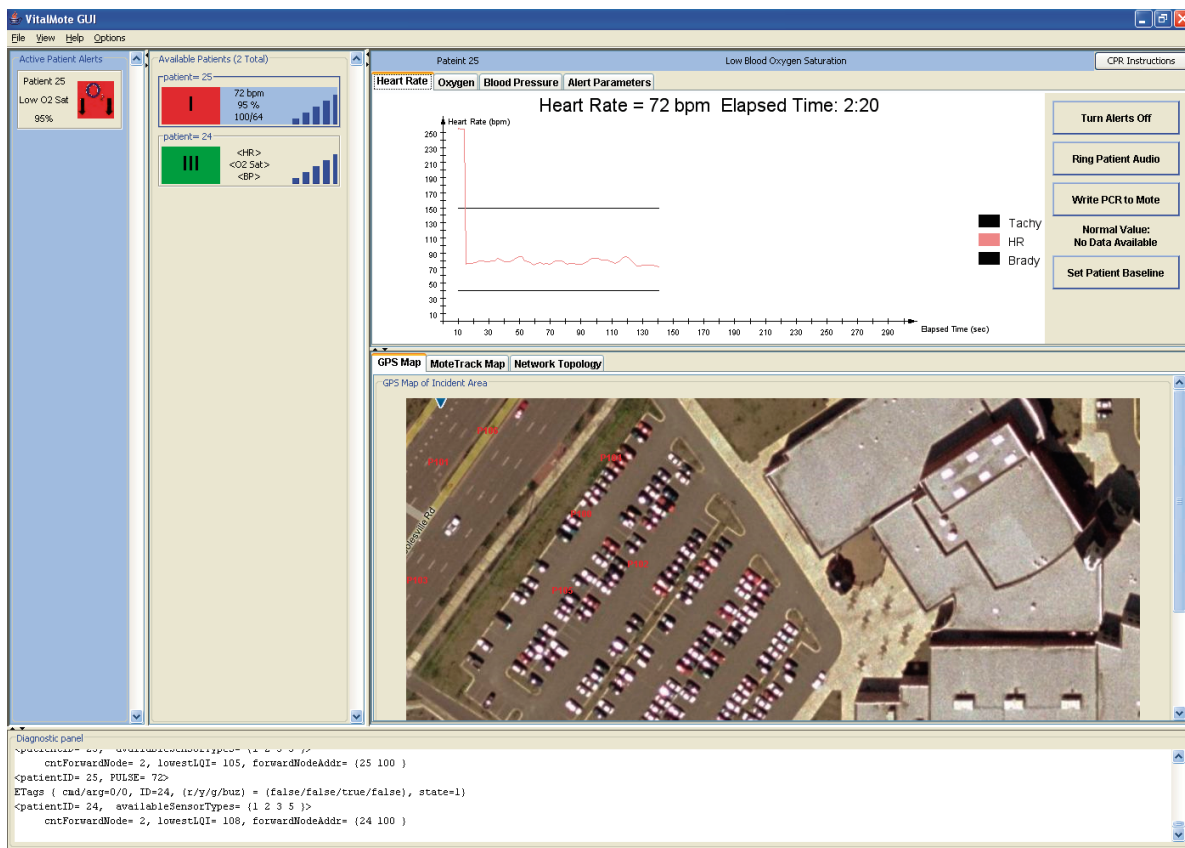 VitalMote GUI
File View Help Options
Active Patient Alerts
Patient 25
Low O2 Sat
95%
Available Patients (2 Total)
patient= 25
I
72 bpm
95 %
100/64
patient= 24
III
<HR>
<O2 Sat>
<BP>
Pateint 25 Low Blood Oxygen Saturation CPR Instructions
Heart Rate Oxygen Blood Pressure Alert Parameters
Heart Rate = 72 bpm Elapsed Time: 2:20
Heart Rate (bpm)
250
230
210
190
170
150
130
110
90
70
50
30
10
10 30 50 70 90 110 130 150 170 190 210 230 250 270 290
Elapsed Time (sec)
Tachy
HR
Brady
Turn Alerts Off
Ring Patient Audio
Write PCR to Mote
Normal Value:
No Data Available
Set Patient Baseline
GPS Map MoteTrack Map Network Topology
GPS Map of Incident Area
Diagnostic panel
<patientID= 25, availableSensorTypes= {1 2 3 5 }>
cntForwardNode= 2, lowestLQI= 105, forwardNodeAddr= {25 100 }
<patientID= 25, PULSE= 72>
ETags { cmd/arg=0/0, ID=24, (r/y/g/buz) = {false/false/true/false}, state=1}
<patientID= 24, availableSensorTypes= {1 2 3 5 }>
cntForwardNode= 2, lowestLQI= 108, forwardNodeAddr= {24 100 }